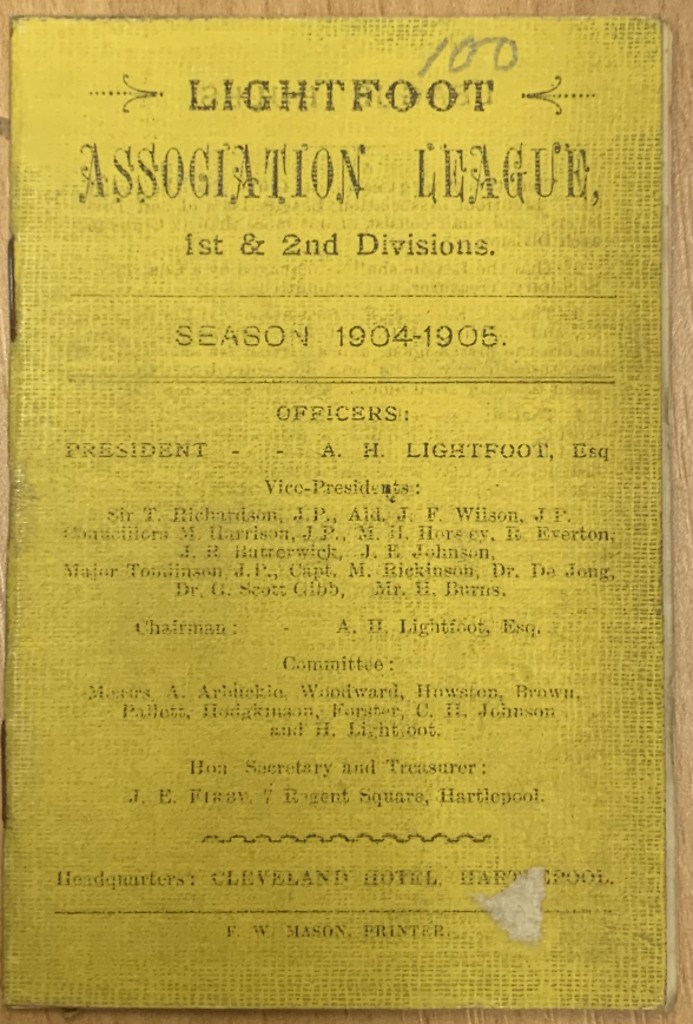 100
LIGHTFOOT
ASSOCIATION LEAGUE,
1st & 2nd Divisions.
SEASON 1904-1905.
OFFICERS:
PRESIDENT - - A. H. LIGHTFOOT, Esq
Vice-Presidents:
Sir T. Richardson, J.P., Ald. J. F. Wilson, J.P.
Councillors M. Harrison, J.P., M. H. Horsley, R. Everton,
J. R. Butterwick, J. E. Johnson,
Major Tomlinson, J.P., Capt. M. Rickinson, Dr. De Jong,
Dr. G. Scott Gibb, Mr. H. Burns.
Chairman: - A. H. Lightfoot, Esq.
Committee:
Messrs A. Arbuckle, Woodward, Howston, Brown,
Pallett, Hodgkinson, Forster, C. H. Johnson
and H. Lightfoot.
Hon Secretary and Treasurer:
J. E. 7 Regent Square, Hartlepool.
Headquarters: CLEVELAND HOTEL, HARTLEPOOL.
F. W. MASON, PRINTER.